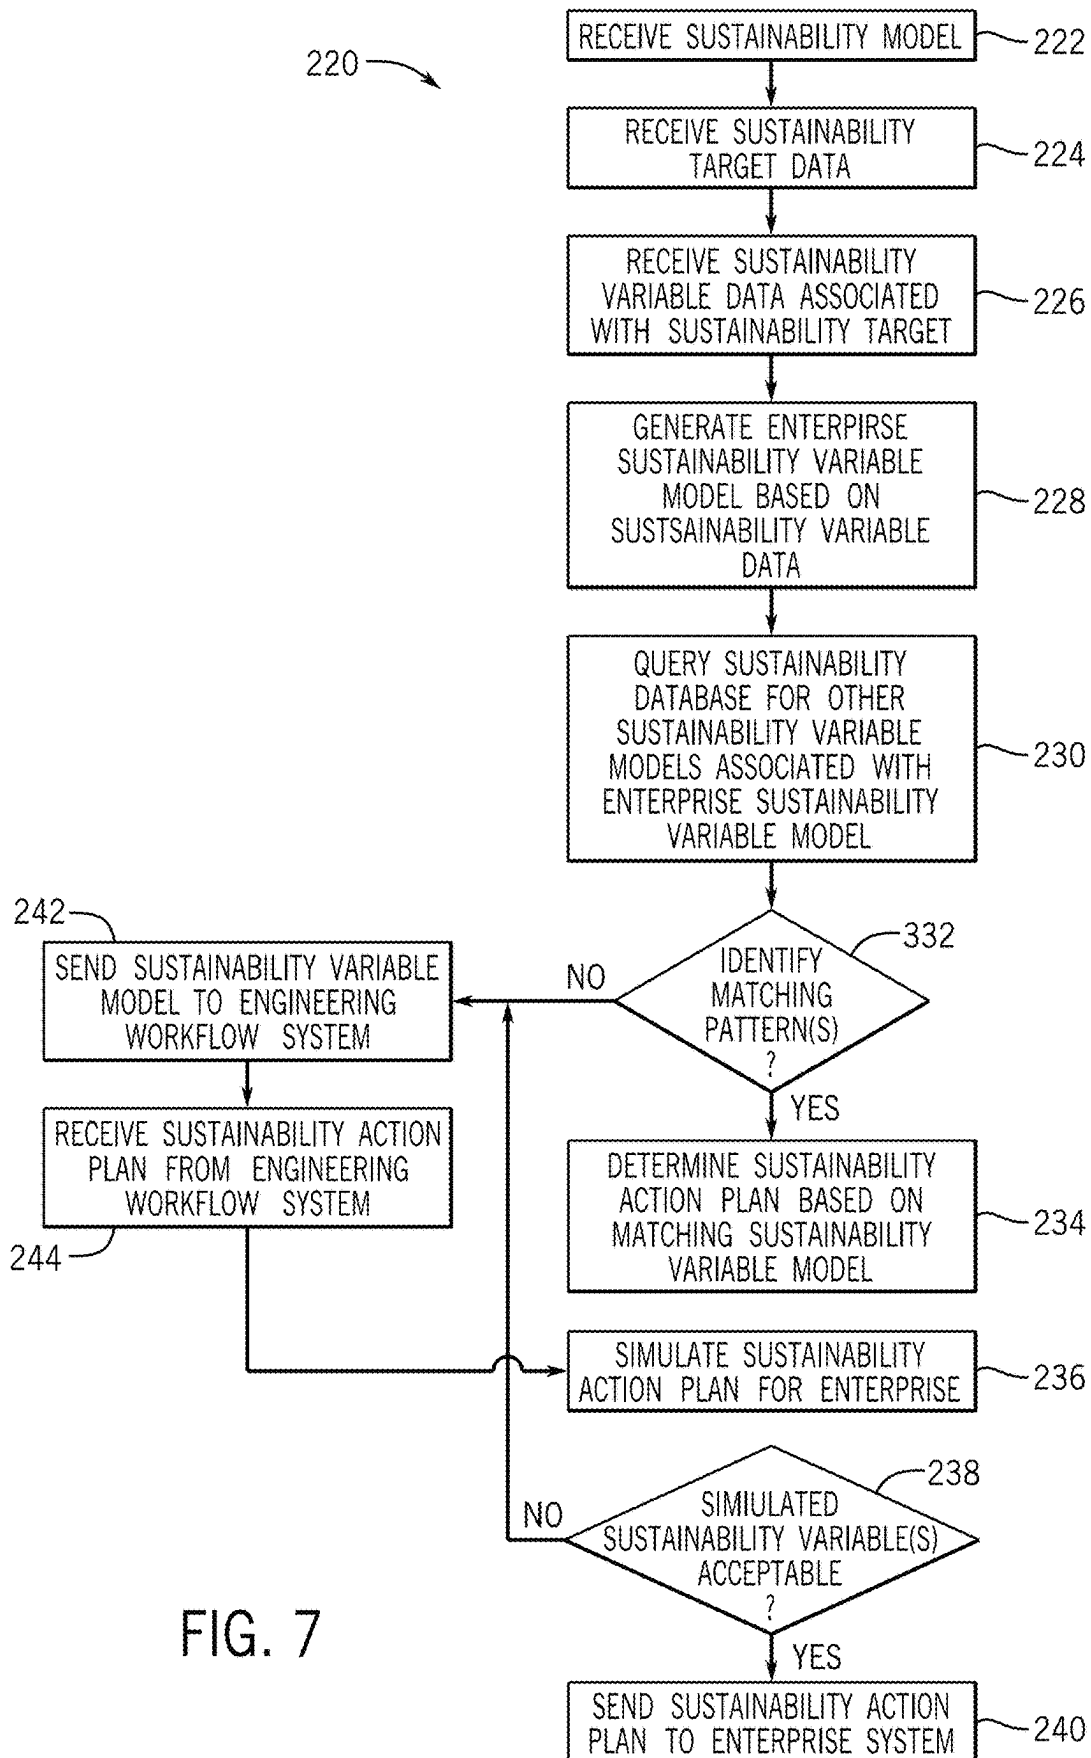 220
RECEIVE SUSTAINABILITY MODEL
222
RECEIVE SUSTAINABILITY
TARGET DATA
224
RECEIVE SUSTAINABILITY
VARIABLE DATA ASSOCIATED
WITH SUSTAINABILITY TARGET
226
GENERATE ENTERPIRSE
SUSTAINABILITY VARIABLE
MODEL BASED ON
SUSTSAINABILITY VARIABLE
DATA
228
QUERY SUSTAINABILITY
DATABASE FOR OTHER
SUSTAINABILITY VARIABLE
MODELS ASSOCIATED WITH
ENTERPRISE SUSTAINABILITY
VARIABLE MODEL
230
IDENTIFY
MATCHING
PATTERN(S)
?
332
NO
YES
242
SEND SUSTAINABILITY VARIABLE
MODEL TO ENGINEERING
WORKFLOW SYSTEM
RECEIVE SUSTAINABILITY ACTION
PLAN FROM ENGINEERING
WORKFLOW SYSTEM
244
DETERMINE SUSTAINABILITY
ACTION PLAN BASED ON
MATCHING SUSTAINABILITY
VARIABLE MODEL
234
SIMULATE SUSTAINABILITY
ACTION PLAN FOR ENTERPRISE
236
SIMIULATED
SUSTAINABILITY VARIABLE(S)
ACCEPTABLE
?
238
NO
YES
SEND SUSTAINABILITY ACTION
PLAN TO ENTERPRISE SYSTEM
240
FIG. 7